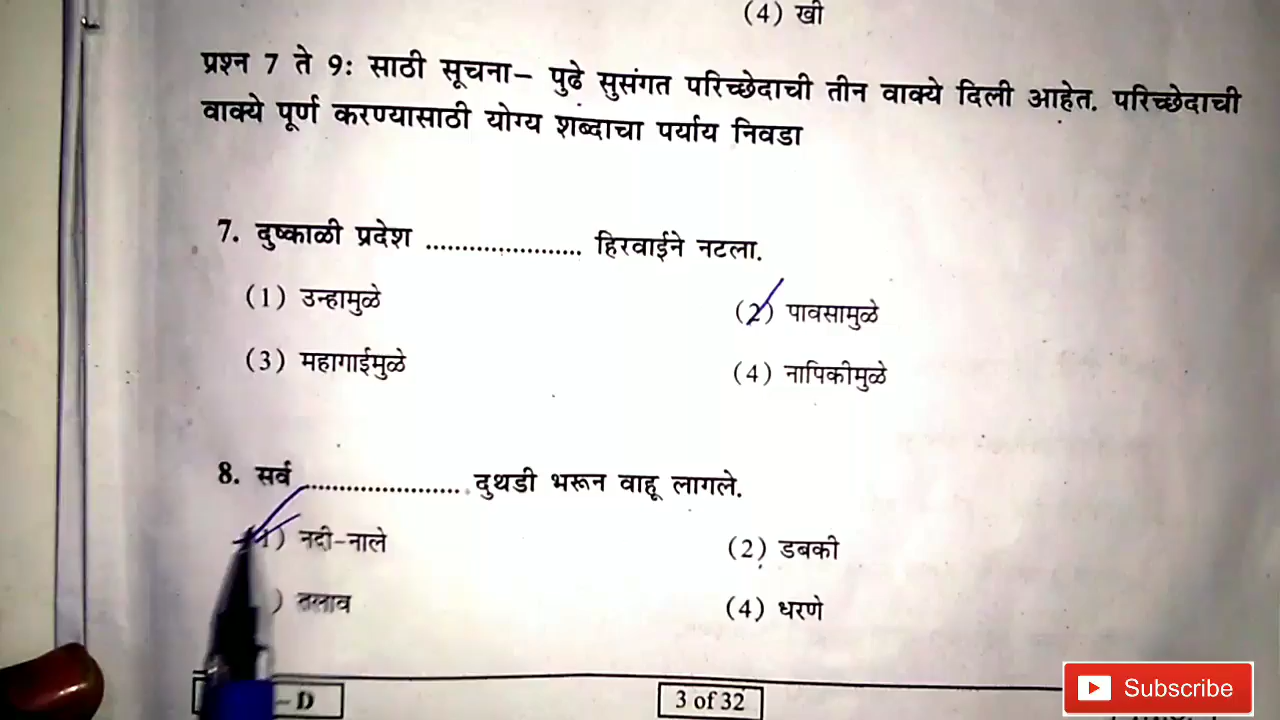 (4) खी
प्रश्न 7 ते 9: साठी सूचना– पुढे सुसंगत परिच्छेदाची तीन वाक्ये दिली आहेत. परिच्छेदाची
वाक्ये पूर्ण करण्यासाठी योग्य शब्दाचा पर्याय निवडा
7. दुष्काळी प्रदेश ...................... हिरवाईने नटला.
(1) उन्हामुळे (2) पावसामुळे
(3) महागाईमुळे (4) नापिकीमुळे
8. सर्व ...................... दुथडी भरून वाहू लागले.
(1) नदी-नाले (2) डबकी
) तलाव (4) धरणे
–D 3 of 32
Subscribe